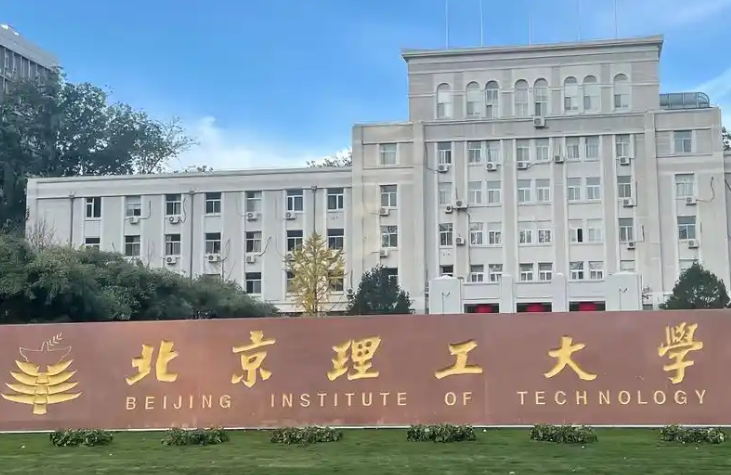 北京理工大學
BEIJING INSTITUTE OF TECHNOLOGY